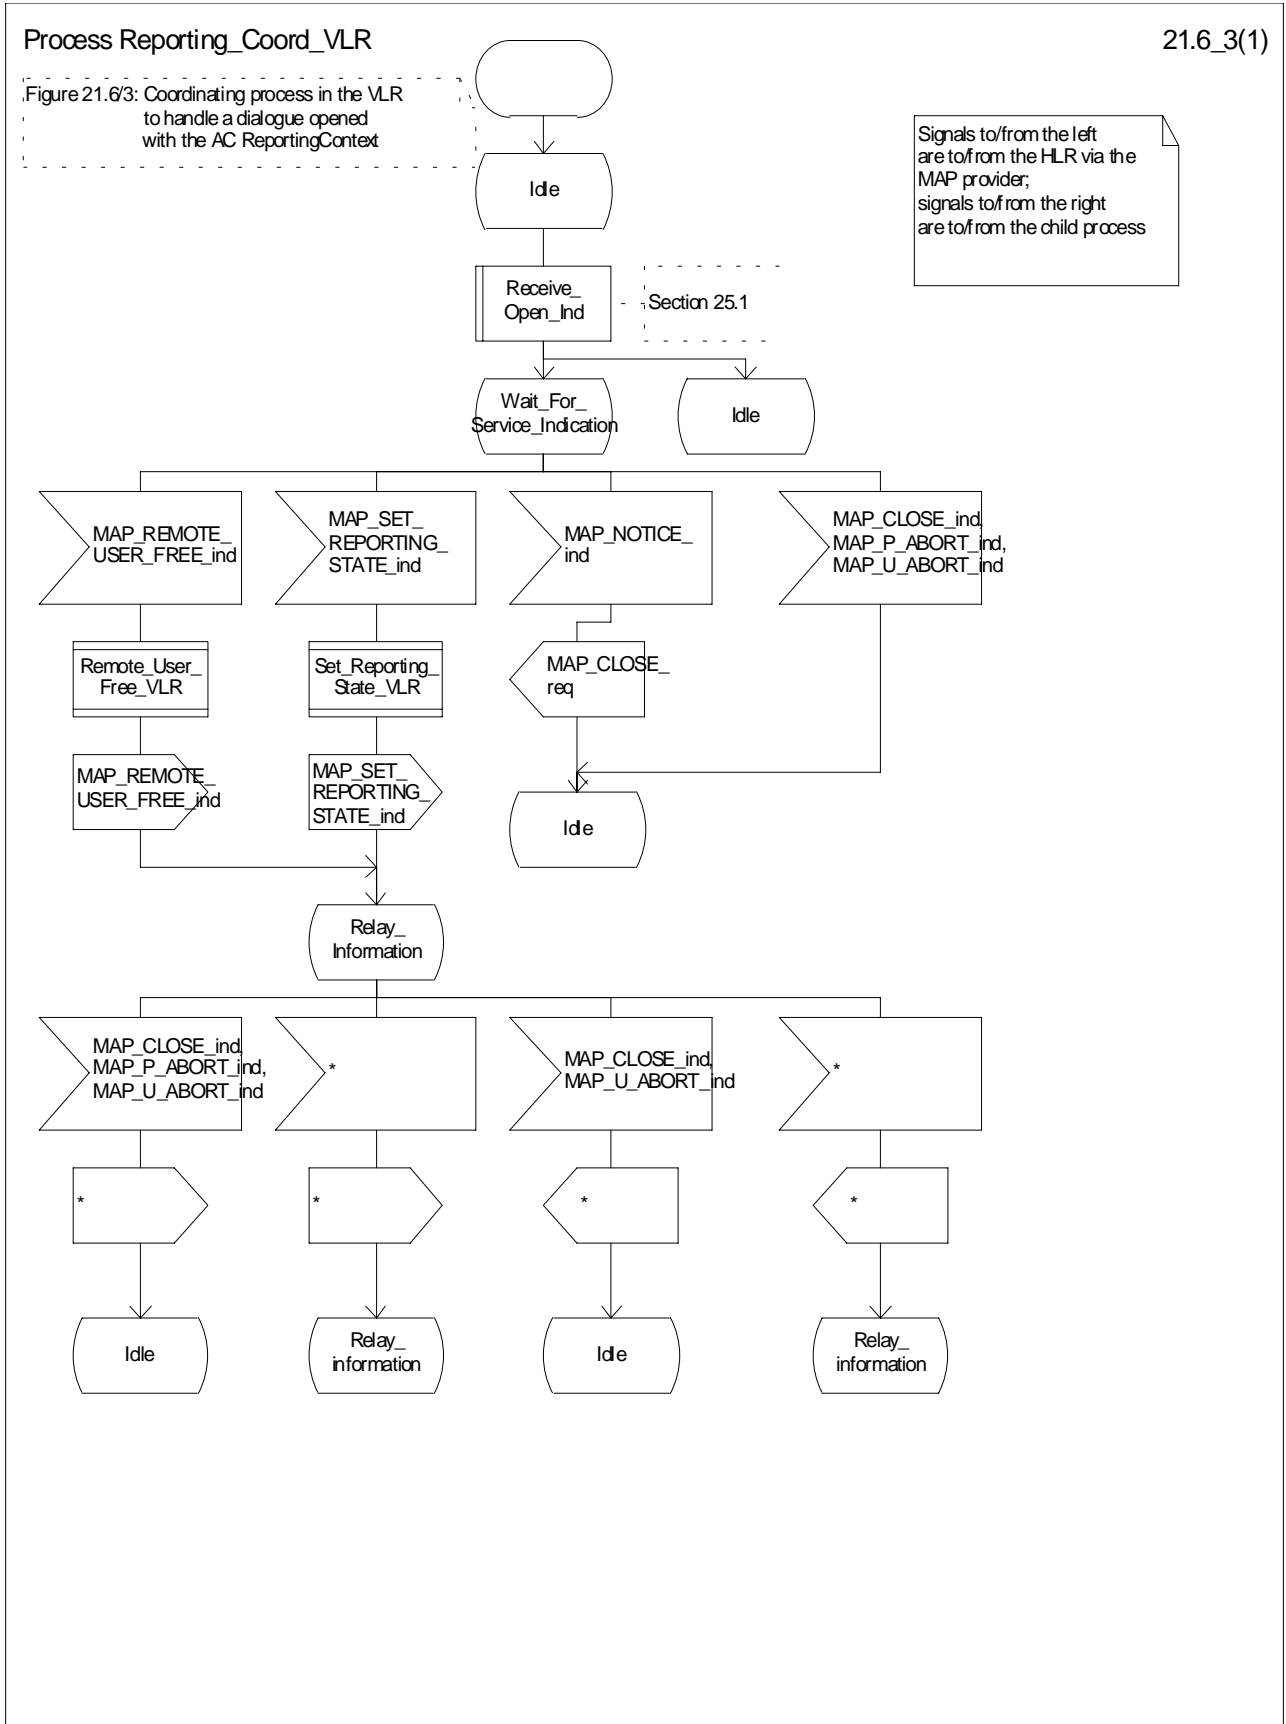 Process Reporting_Coord_VLR
21.6_3(1)
Figure 21.6/3: Coordinating process in the VLR
to handle a dialogue opened
with the AC ReportingContext
Signals to/from the left
are to/from the HLR via the
MAP provider;
signals to/from the right
are to/from the child process
Idle
Receive_
Open_Ind
Section 25.1
Wait_For_
Service_Indication
Idle
MAP_REMOTE_
USER_FREE_ind
MAP_SET_
REPORTING_
STATE_ind
MAP_NOTICE_
ind
MAP_CLOSE_ind,
MAP_P_ABORT_ind,
MAP_U_ABORT_ind
Remote_User_
Free_VLR
Set_Reporting_
State_VLR
MAP_CLOSE_
req
MAP_REMOTE_
USER_FREE_ind
MAP_SET_
REPORTING_
STATE_ind
Idle
Relay_
Information
MAP_CLOSE_ind,
MAP_P_ABORT_ind,
MAP_U_ABORT_ind
*
MAP_CLOSE_ind,
MAP_U_ABORT_ind
*
*
*
*
*
Idle
Relay_
information
Idle
Relay_
information